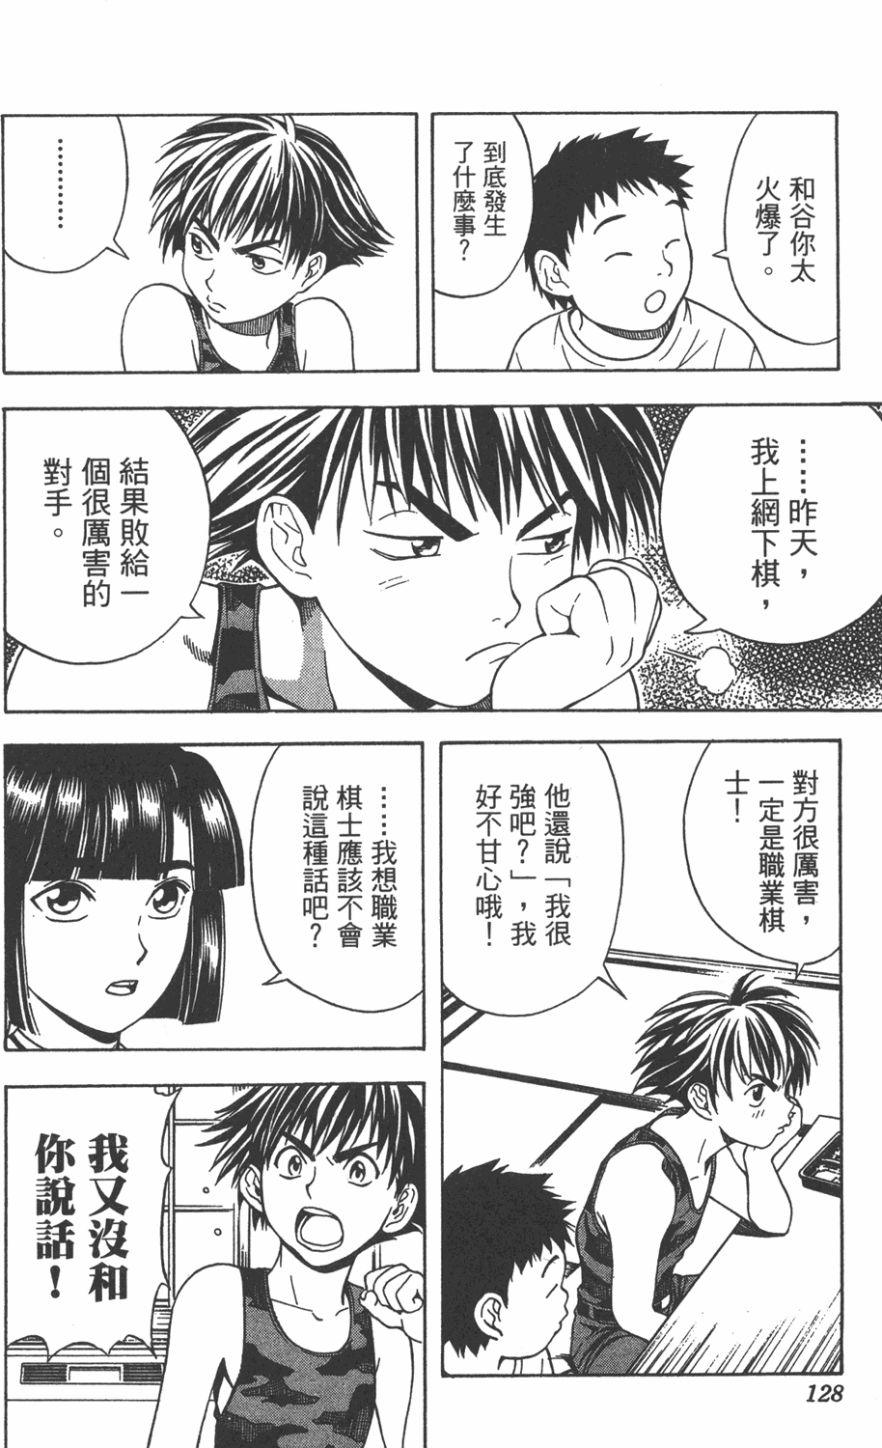 和谷你太
火爆了。
到底發生
了什麼事？
…………
……昨天，
我上網下棋，
結果敗給一
個很厲害的
對手。
對方很厲害，
一定是職業棋
士！
他還說「我很
強吧？」，我
好不甘心哦！
……我想職業
棋士應該不會
說這種話吧？
我又沒和
你說話！
128